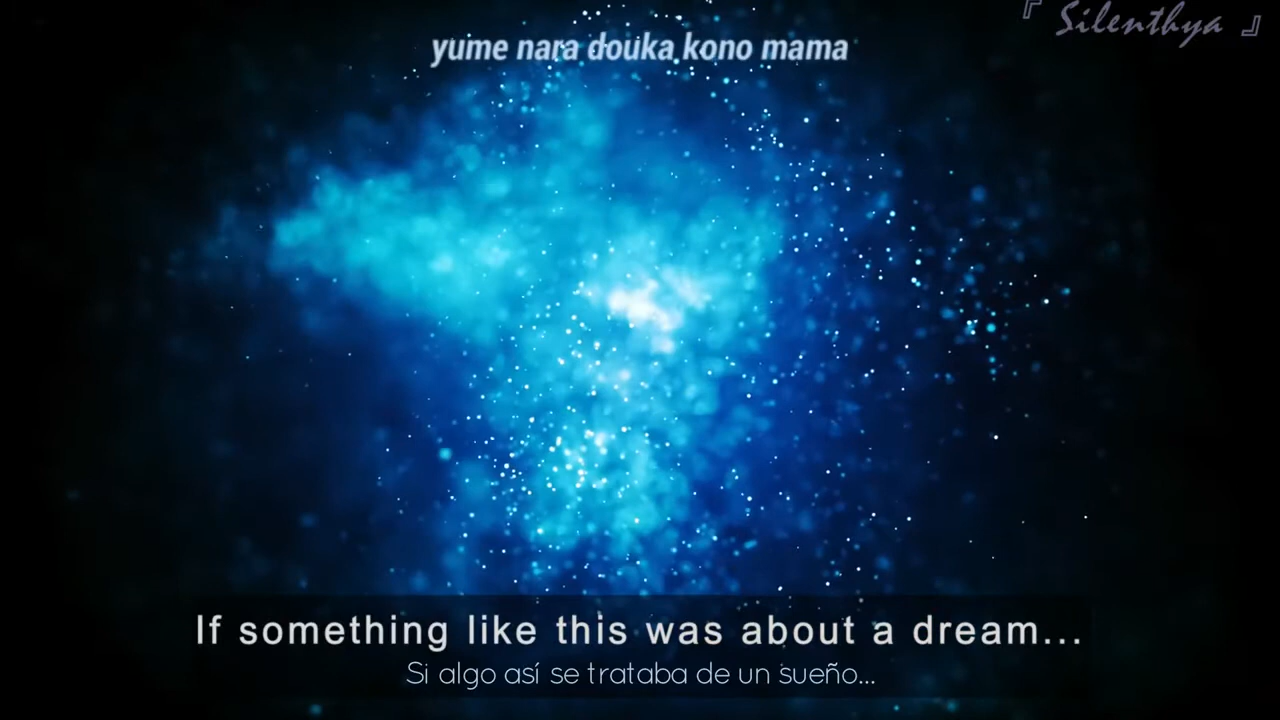 『 Silenthya 』
yume nara douka kono mama
If something like this was about a dream...
Si algo así se trataba de un sueño...